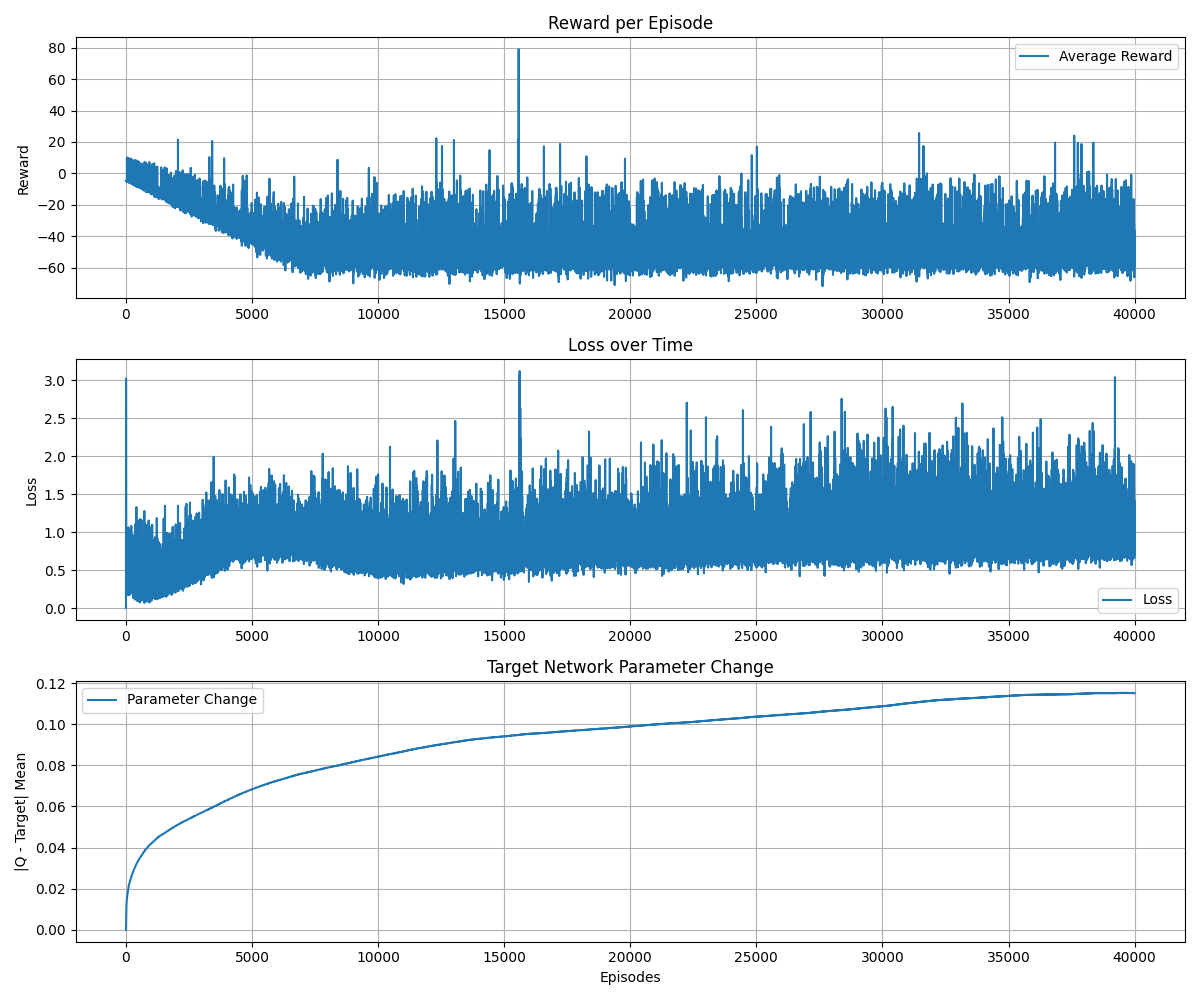 Reward per Episode
Average Reward
Reward
80
60
40
20
0
−20
−40
−60
0 5000 10000 15000 20000 25000 30000 35000 40000
Loss over Time
Loss
Loss
3.0
2.5
2.0
1.5
1.0
0.5
0.0
0 5000 10000 15000 20000 25000 30000 35000 40000
Target Network Parameter Change
Parameter Change
|Q - Target| Mean
0.12
0.10
0.08
0.06
0.04
0.02
0.00
0 5000 10000 15000 20000 25000 30000 35000 40000
Episodes